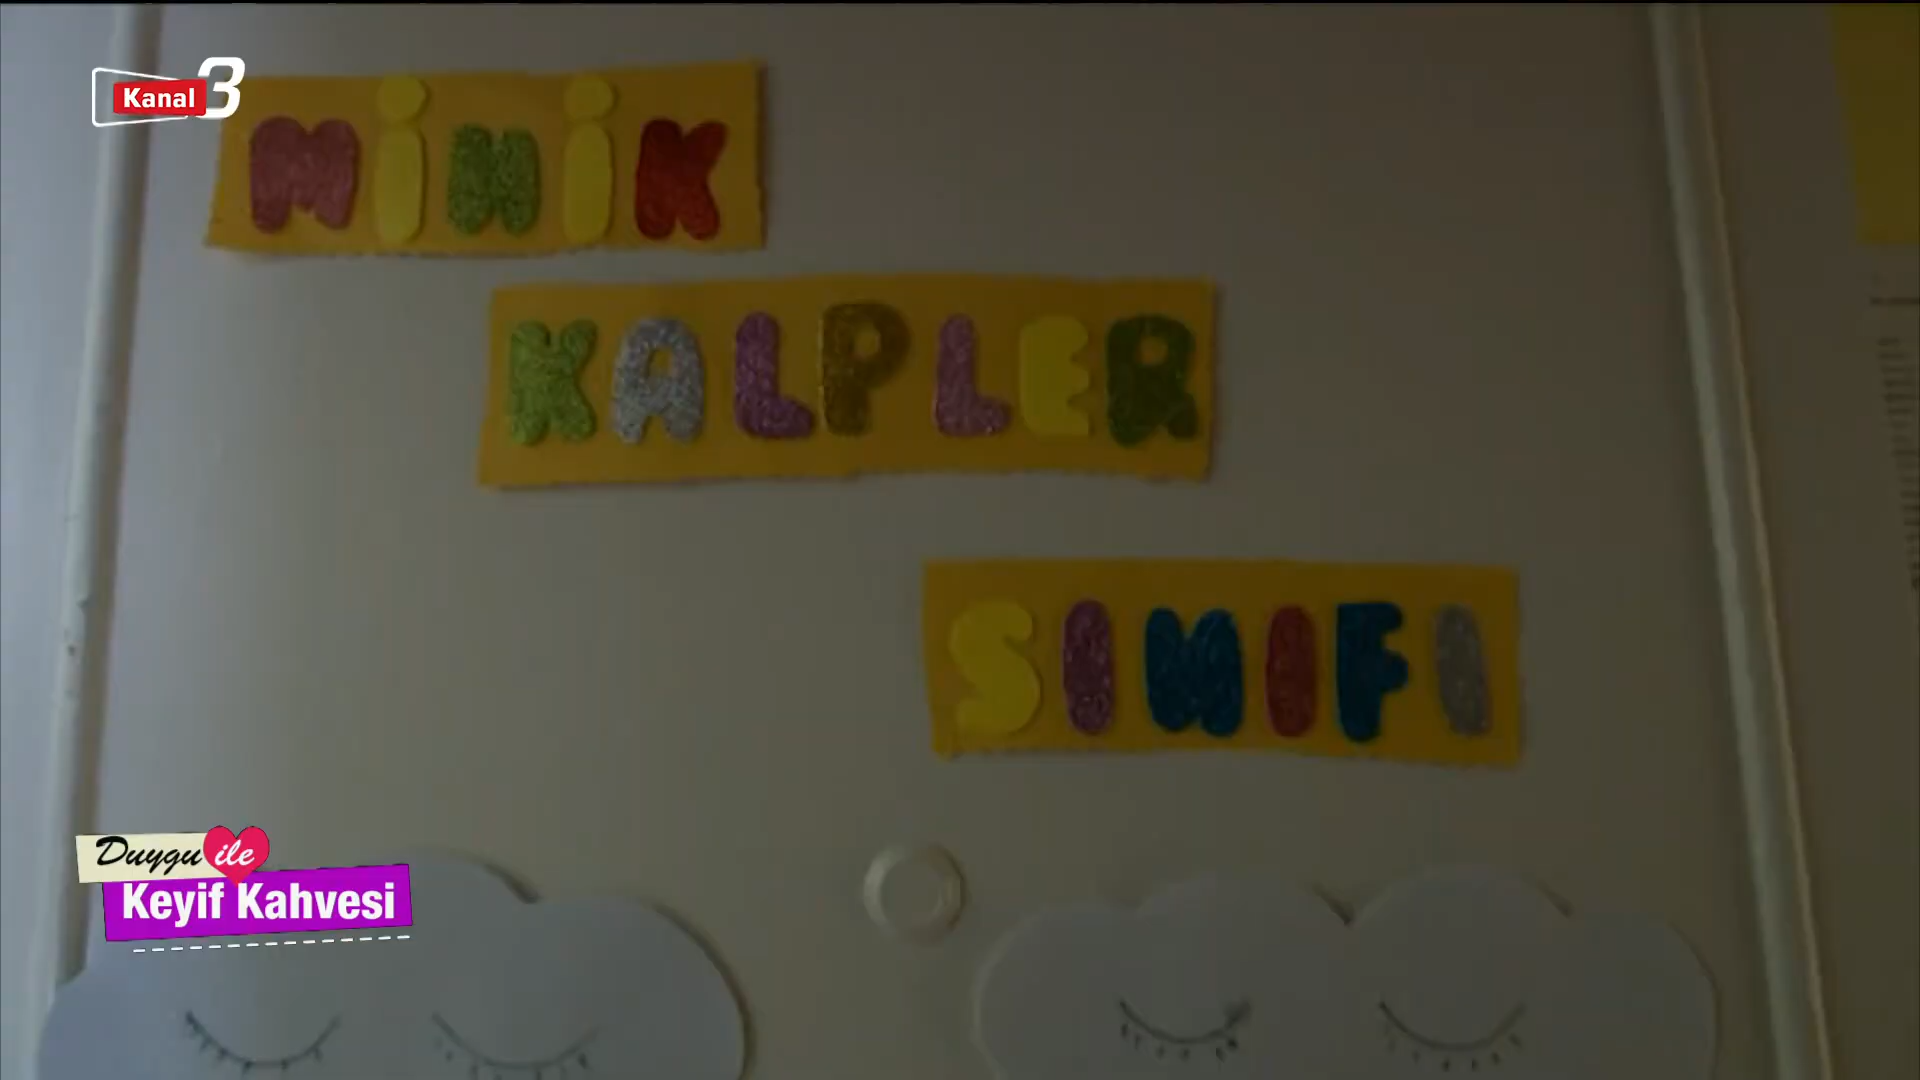 Kanal 3
MİNİK
KALPLER
SINIFI
Duygu ile
Keyif Kahvesi